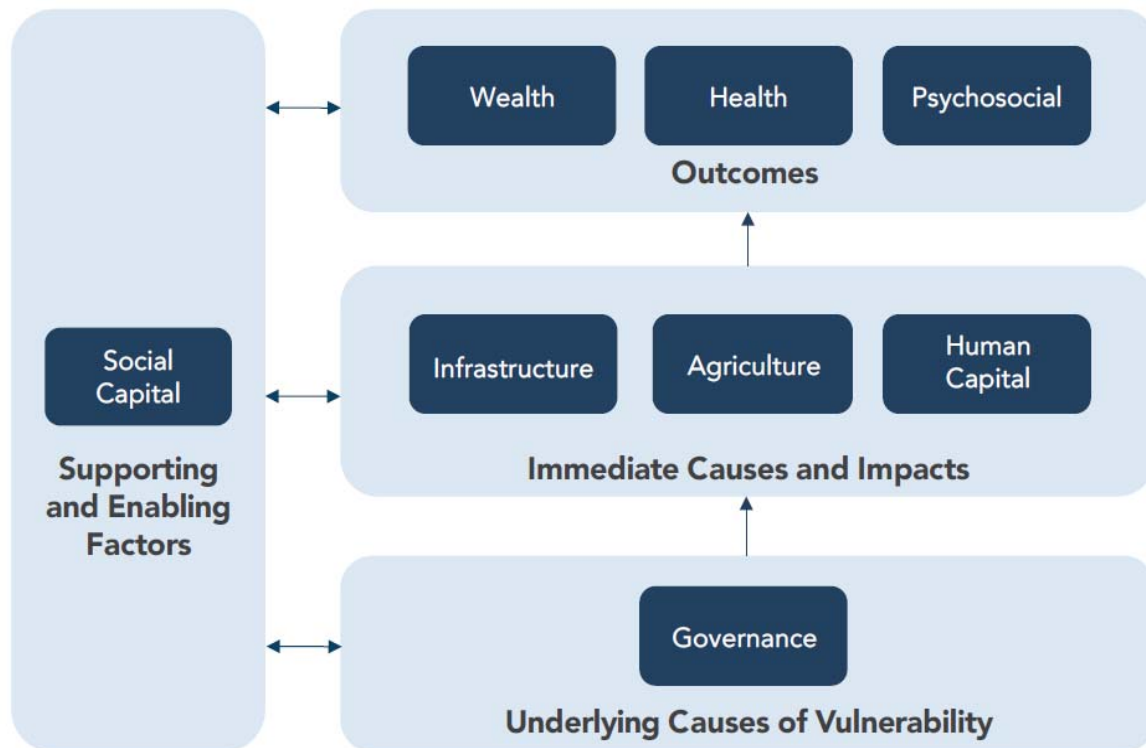 Wealth
Health
Psychosocial
Outcomes
Social
Capital
Supporting
and Enabling
Factors
Infrastructure
Agriculture
Human
Capital
Immediate Causes and Impacts
Governance
Underlying Causes of Vulnerability